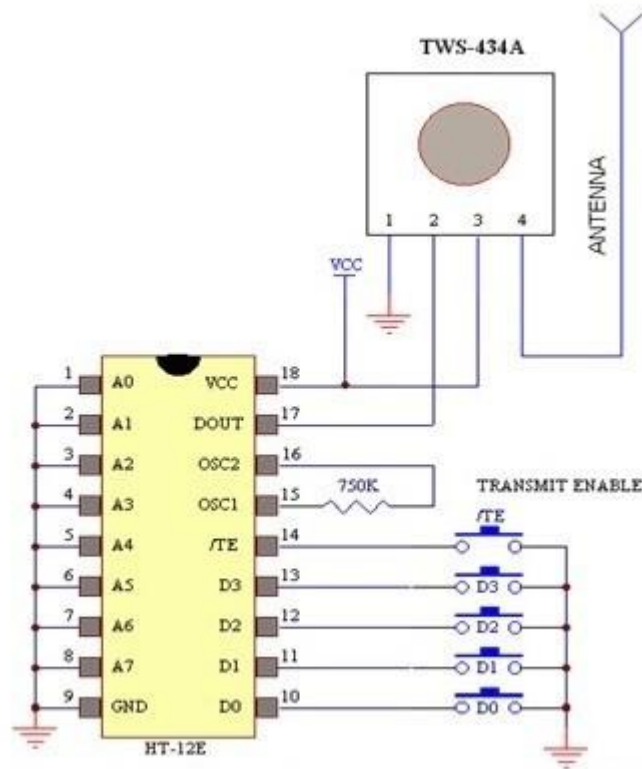 TWS-434A
1 2 3 4
ANTENNA
VCC
1 A0 VCC 18
2 A1 DOUT 17
3 A2 OSC2 16
4 A3 OSC1 15
5 A4 /TE 14
6 A5 D3 13
7 A6 D2 12
8 A7 D1 11
9 GND D0 10
HT-12E
750K
TRANSMIT ENABLE
/TE
D3
D2
D1
D0